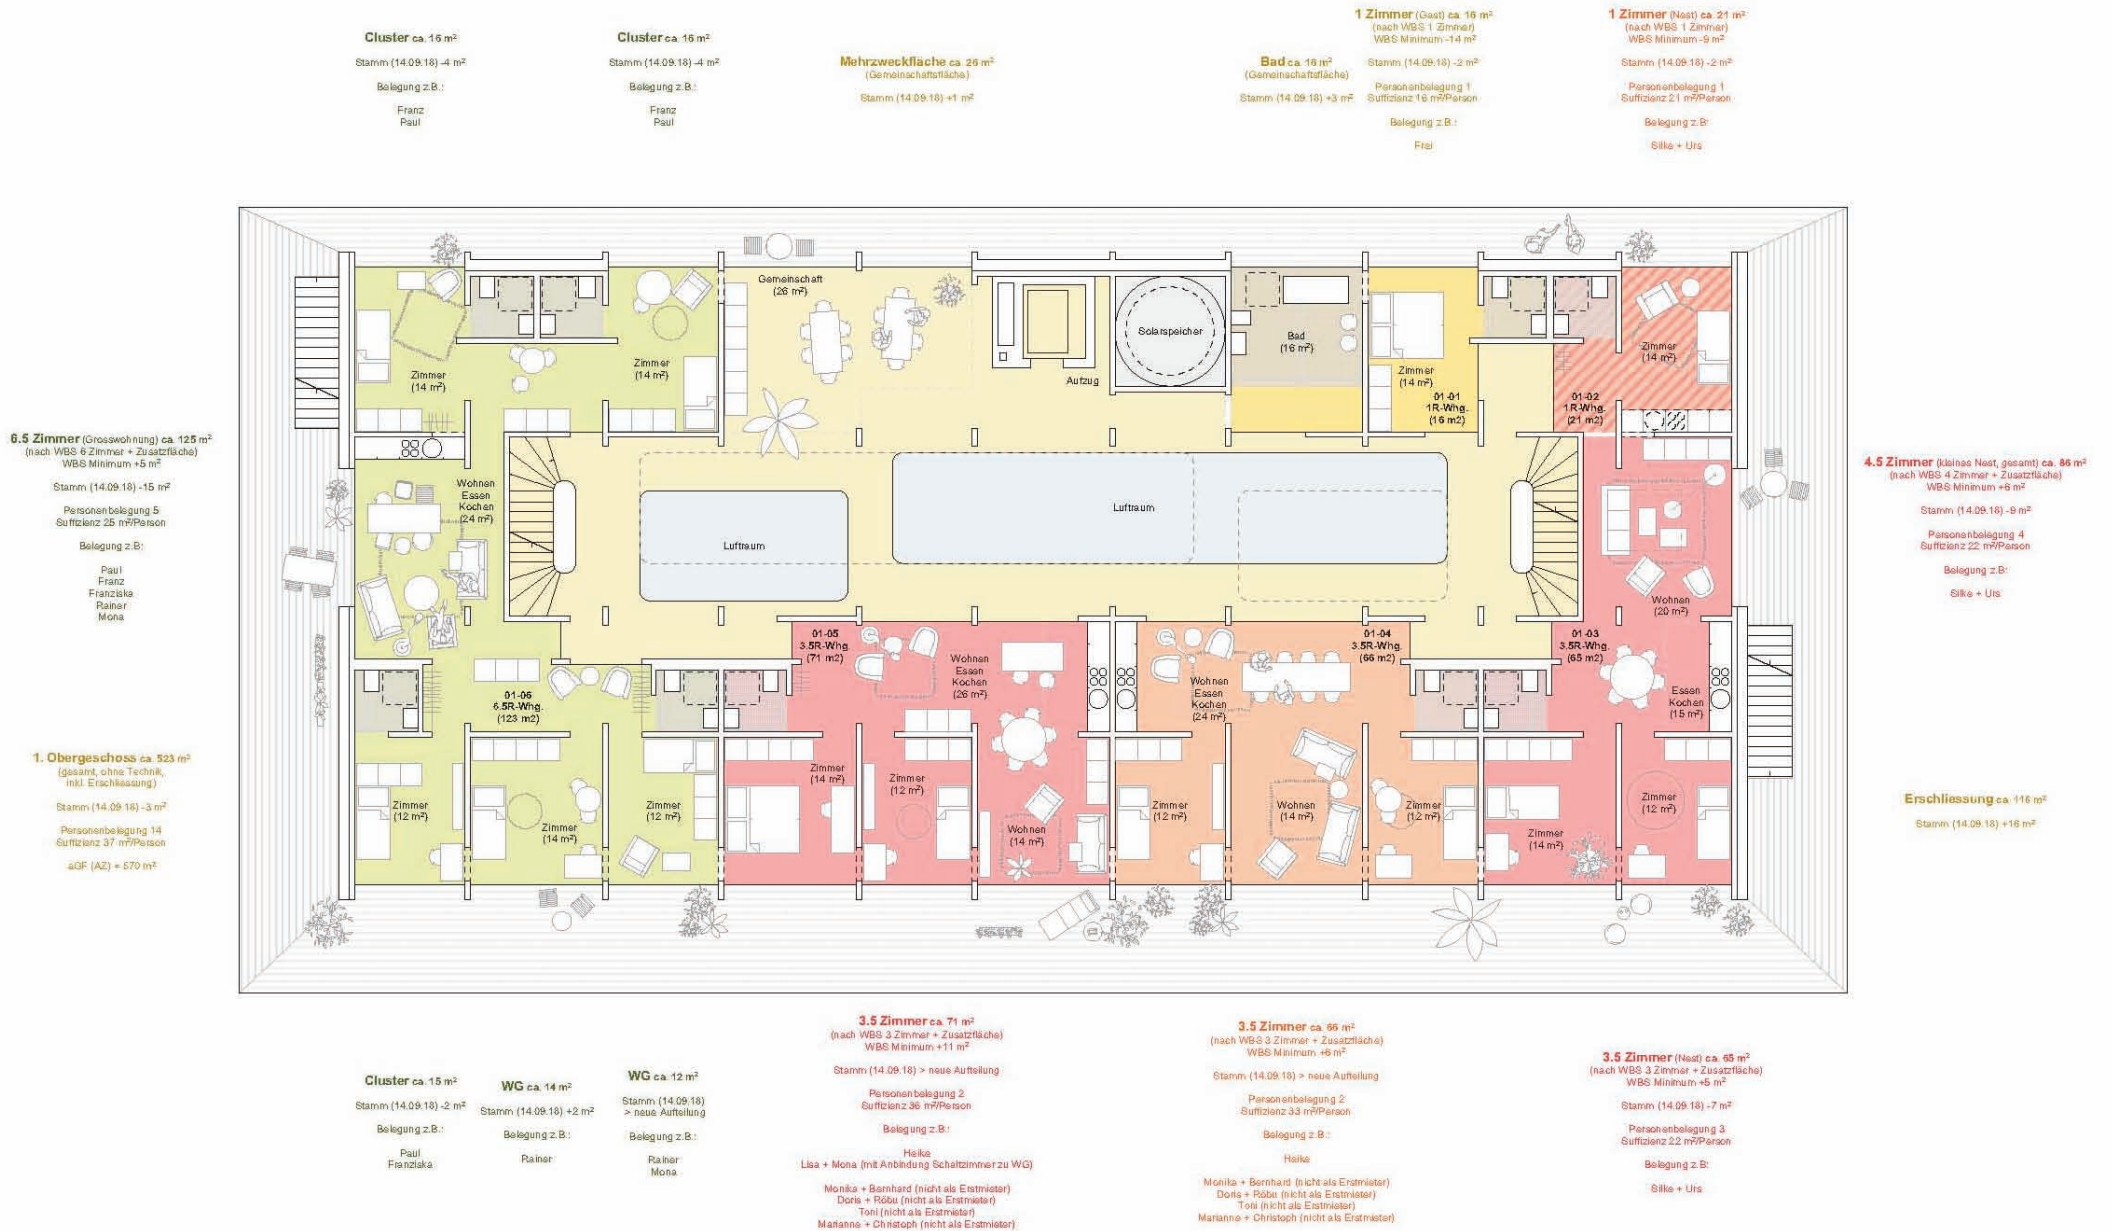 Cluster ca. 16 m²
Stamm (14.09.18) -4 m²
Belegung z.B.:
Franz
Paul
Cluster ca. 16 m²
Stamm (14.09.18) -4 m²
Belegung z.B.:
Franz
Paul
Mehrzweckfläche ca. 26 m²
(Gemeinschaftsfläche)
Stamm (14.09.18) +1 m²
Bad ca. 16 m²
(Gemeinschaftsfläche)
Stamm (14.09.18) +3 m²
1 Zimmer (Gast) ca. 16 m²
(nach WBS 1 Zimmer)
WBS Minimum -14 m²
Stamm (14.09.18) -2 m²
Personenbelegung 1
Suffizienz 16 m²/Person
Belegung z.B.:
Frei
1 Zimmer (Nest) ca. 21 m²
(nach WBS 1 Zimmer)
WBS Minimum -9 m²
Stamm (14.09.18) -2 m²
Personenbelegung 1
Suffizienz 21 m²/Person
Belegung z.B:
Silke + Urs
6.5 Zimmer (Grosswohnung) ca. 125 m²
(nach WBS 6 Zimmer + Zusatzfläche)
WBS Minimum +5 m²
Stamm (14.09.18) -15 m²
Personenbelegung 5
Suffizienz 25 m²/Person
Belegung z.B:
Paul
Franz
Franziska
Rainer
Mona
1. Obergeschoss ca. 523 m²
(gesamt, ohne Technik,
inkl. Erschliessung)
Stamm (14.09.18) -3 m²
Personenbelegung 14
Suffizienz 37 m²/Person
aGF (AZ) = 570 m²
Zimmer
(14 m²)
Zimmer
(14 m²)
Gemeinschaft
(26 m²)
Aufzug
Solarspeicher
Bad
(16 m²)
Zimmer
(14 m²)
01-01
1R-Whg.
(16 m2)
01-02
1R-Whg.
(21 m2)
Zimmer
(14 m²)
Wohnen
Essen
Kochen
(24 m²)
Luftraum
Luftraum
Wohnen
(20 m²)
01-06
6.5R-Whg.
(123 m2)
01-05
3.5R-Whg.
(71 m2)
Wohnen
Essen
Kochen
(26 m²)
Wohnen
Essen
Kochen
(24 m²)
01-04
3.5R-Whg.
(66 m2)
01-03
3.5R-Whg.
(65 m2)
Essen
Kochen
(15 m²)
Zimmer
(12 m²)
Zimmer
(14 m²)
Zimmer
(12 m²)
Zimmer
(14 m²)
Zimmer
(12 m²)
Wohnen
(14 m²)
Zimmer
(12 m²)
Wohnen
(14 m²)
Zimmer
(12 m²)
Zimmer
(14 m²)
Zimmer
(12 m²)
4.5 Zimmer (kleines Nest, gesamt) ca. 86 m²
(nach WBS 4 Zimmer + Zusatzfläche)
WBS Minimum +6 m²
Stamm (14.09.18) -9 m²
Personenbelegung 4
Suffizienz 22 m²/Person
Belegung z.B:
Silke + Urs
Erschliessung ca. 116 m²
Stamm (14.09.18) +16 m²
Cluster ca. 15 m²
Stamm (14.09.18) -2 m²
Belegung z.B.:
Paul
Franziska
WG ca. 14 m²
Stamm (14.09.18) +2 m²
Belegung z.B.:
Rainer
WG ca. 12 m²
Stamm (14.09.18)
> neue Aufteilung
Belegung z.B.:
Rainer
Mona
3.5 Zimmer ca. 71 m²
(nach WBS 3 Zimmer + Zusatzfläche)
WBS Minimum +11 m²
Stamm (14.09.18) > neue Aufteilung
Personenbelegung 2
Suffizienz 36 m²/Person
Belegung z.B.:
Heike
Lisa + Mona (mit Anbindung Schaltzimmer zu WG)
Monika + Bernhard (nicht als Erstmieter)
Doris + Röbu (nicht als Erstmieter)
Toni (nicht als Erstmieter)
Marianne + Christoph (nicht als Erstmieter)
3.5 Zimmer ca. 66 m²
(nach WBS 3 Zimmer + Zusatzfläche)
WBS Minimum +6 m²
Stamm (14.09.18) > neue Aufteilung
Personenbelegung 2
Suffizienz 33 m²/Person
Belegung z.B.:
Heike
Monika + Bernhard (nicht als Erstmieter)
Doris + Röbu (nicht als Erstmieter)
Toni (nicht als Erstmieter)
Marianne + Christoph (nicht als Erstmieter)
3.5 Zimmer (Nest) ca. 65 m²
(nach WBS 3 Zimmer + Zusatzfläche)
WBS Minimum +5 m²
Stamm (14.09.18) -7 m²
Personenbelegung 3
Suffizienz 22 m²/Person
Belegung z.B:
Silke + Urs